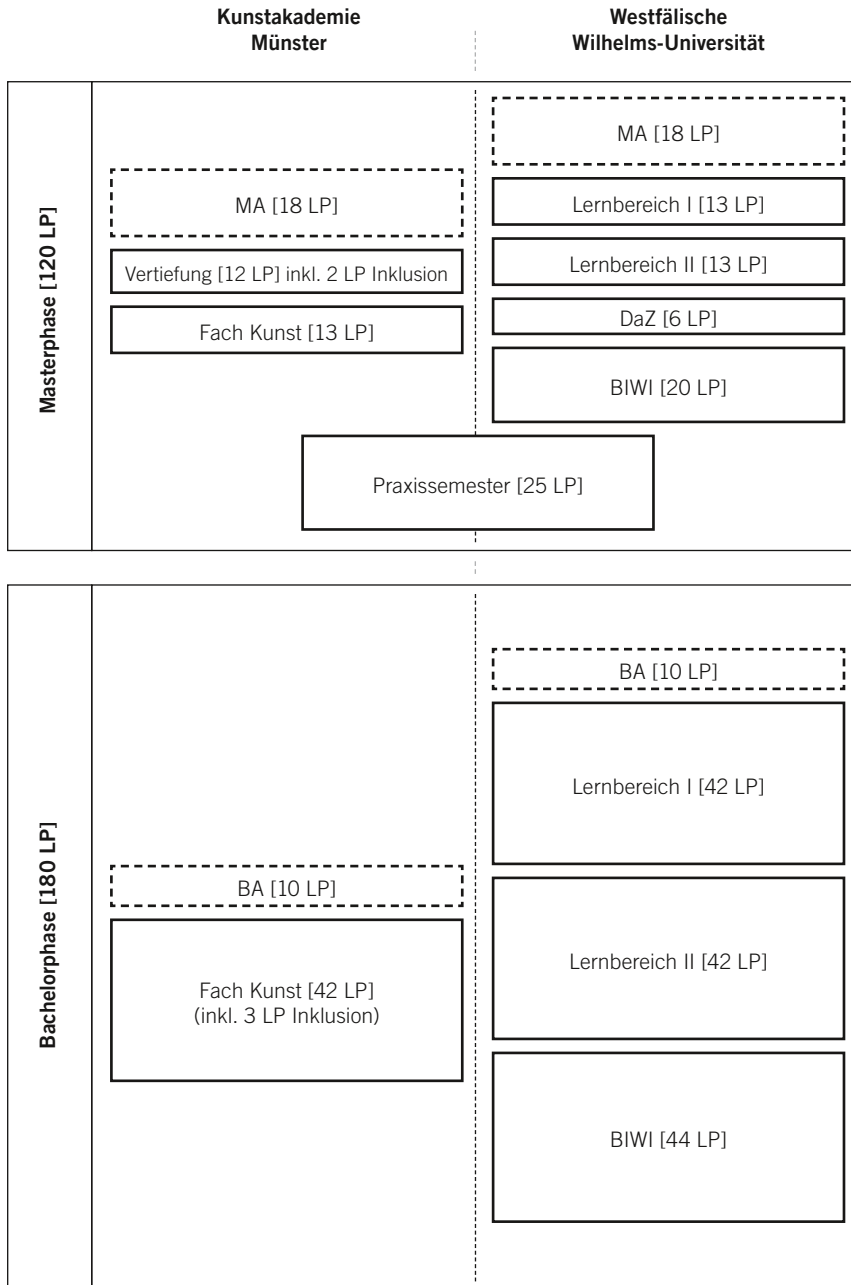 Kunstakademie
Münster
Westfälische
Wilhelms-Universität
Masterphase [120 LP]
MA [18 LP]
Vertiefung [12 LP] inkl. 2 LP Inklusion
Fach Kunst [13 LP]
MA [18 LP]
Lernbereich I [13 LP]
Lernbereich II [13 LP]
DaZ [6 LP]
BIWI [20 LP]
Praxissemester [25 LP]
Bachelorphase [180 LP]
BA [10 LP]
Fach Kunst [42 LP]
(inkl. 3 LP Inklusion)
BA [10 LP]
Lernbereich I [42 LP]
Lernbereich II [42 LP]
BIWI [44 LP]